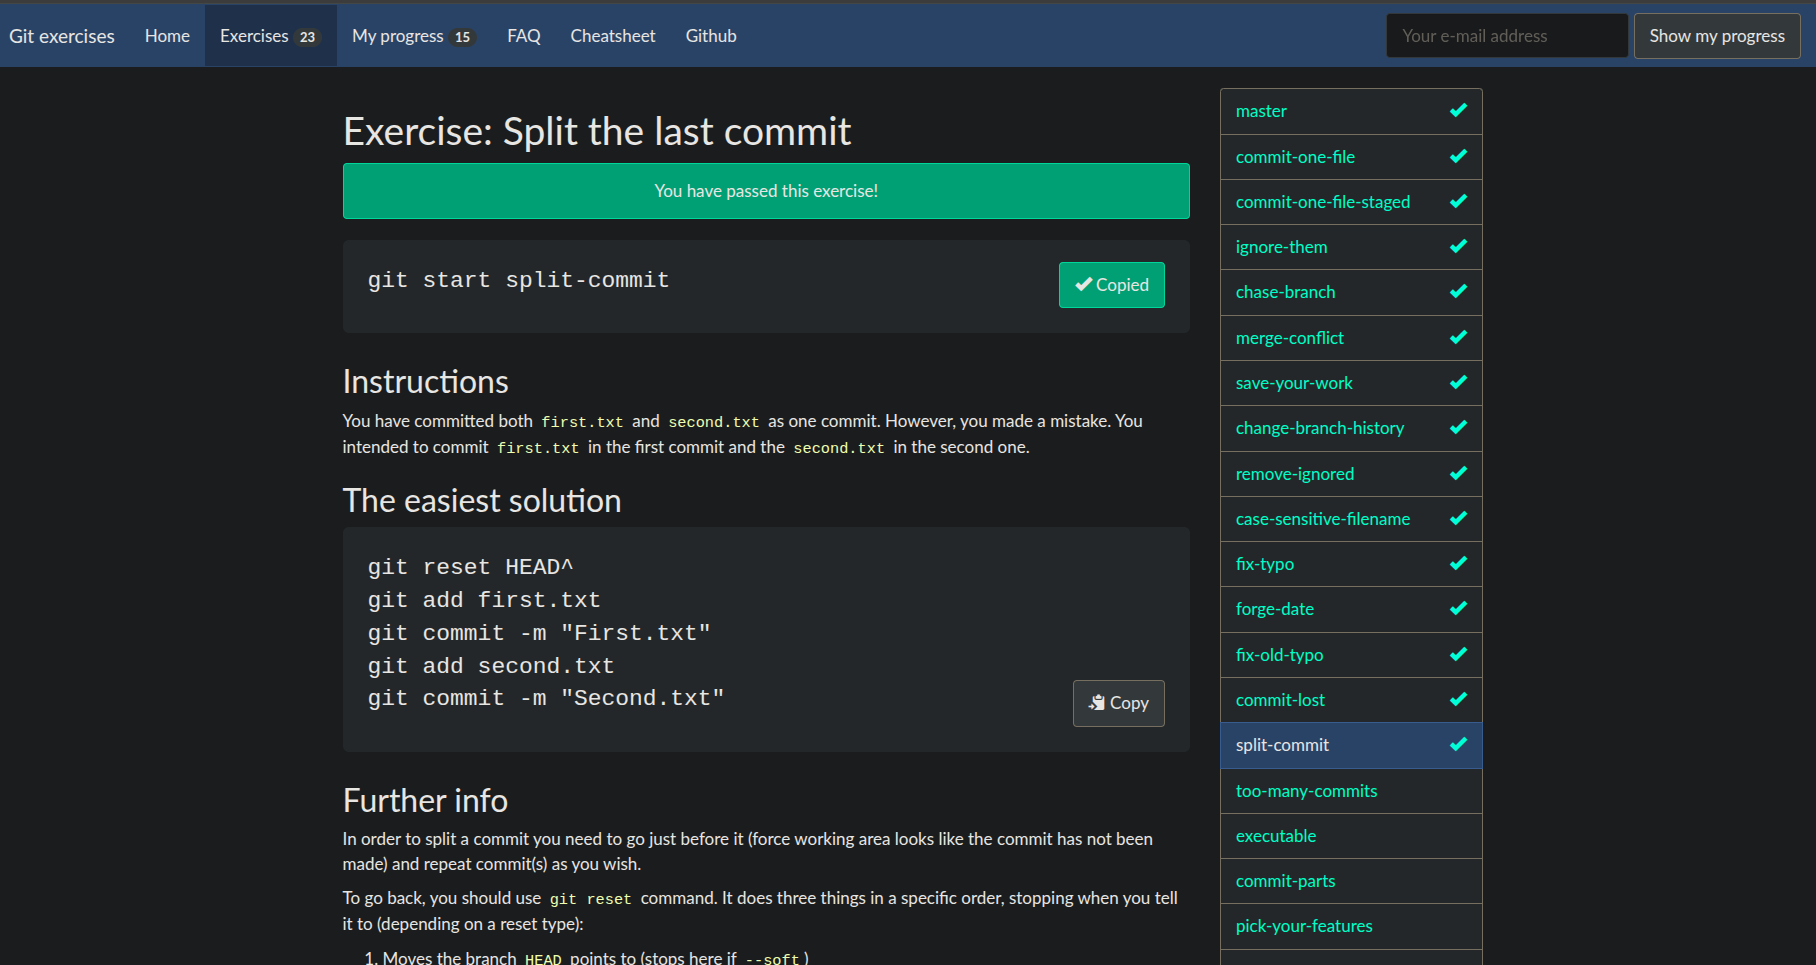 Git exercises Home Exercises 23 My progress 15 FAQ Cheatsheet Github Your e-mail address Show my progress
Exercise: Split the last commit
You have passed this exercise!
git start split-commit
Copied
Instructions
You have committed both first.txt and second.txt as one commit. However, you made a mistake. You
intended to commit first.txt in the first commit and the second.txt in the second one.
The easiest solution
git reset HEAD^
git add first.txt
git commit -m "First.txt"
git add second.txt
git commit -m "Second.txt"
Copy
Further info
In order to split a commit you need to go just before it (force working area looks like the commit has not been
made) and repeat commit(s) as you wish.
To go back, you should use git reset command. It does three things in a specific order, stopping when you tell
it to (depending on a reset type):
1. Moves the branch HEAD points to (stops here if --soft )
master
commit-one-file
commit-one-file-staged
ignore-them
chase-branch
merge-conflict
save-your-work
change-branch-history
remove-ignored
case-sensitive-filename
fix-typo
forge-date
fix-old-typo
commit-lost
split-commit
too-many-commits
executable
commit-parts
pick-your-features